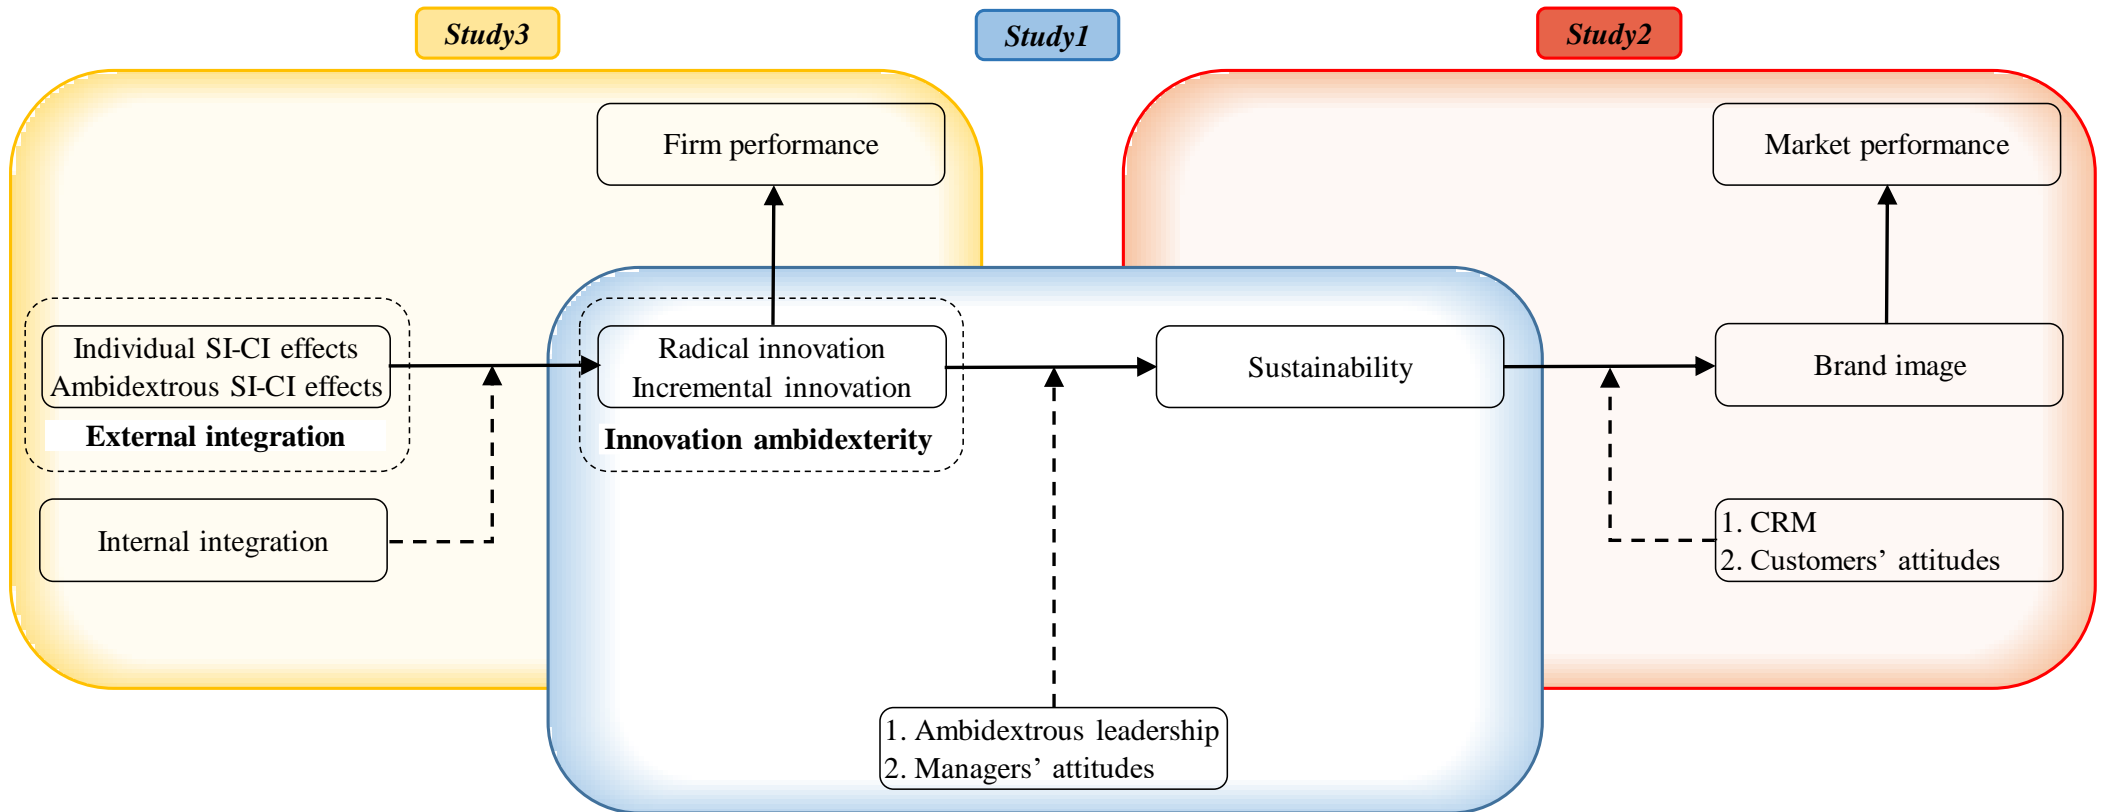 Study3
Study1
Study2
Firm performance
Market performance
Individual SI-CI effects
Ambidextrous SI-CI effects
External integration
Radical innovation
Incremental innovation
Innovation ambidexterity
Sustainability
Brand image
Internal integration
1. CRM
2. Customers’ attitudes
1. Ambidextrous leadership
2. Managers’ attitudes